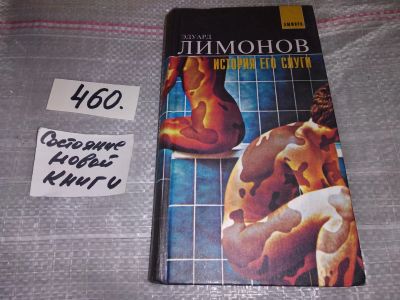 ЭДУАРД
ЛИМОНОВ
ИСТОРИЯ ЕГО СЛУГИ
460.
Состояние
новой
книги